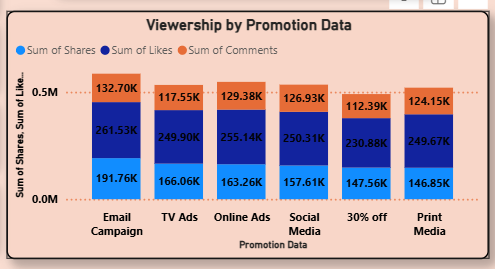 Viewership by Promotion Data
Sum of Shares Sum of Likes Sum of Comments
Sum of Shares, Sum of Like...
0.5M
0.0M
132.70K 117.55K 129.38K 126.93K 112.39K 124.15K
261.53K 249.90K 255.14K 250.31K 230.88K 249.67K
191.76K 166.06K 163.26K 157.61K 147.56K 146.85K
Email Campaign TV Ads Online Ads Social Media 30% off Print Media
Promotion Data